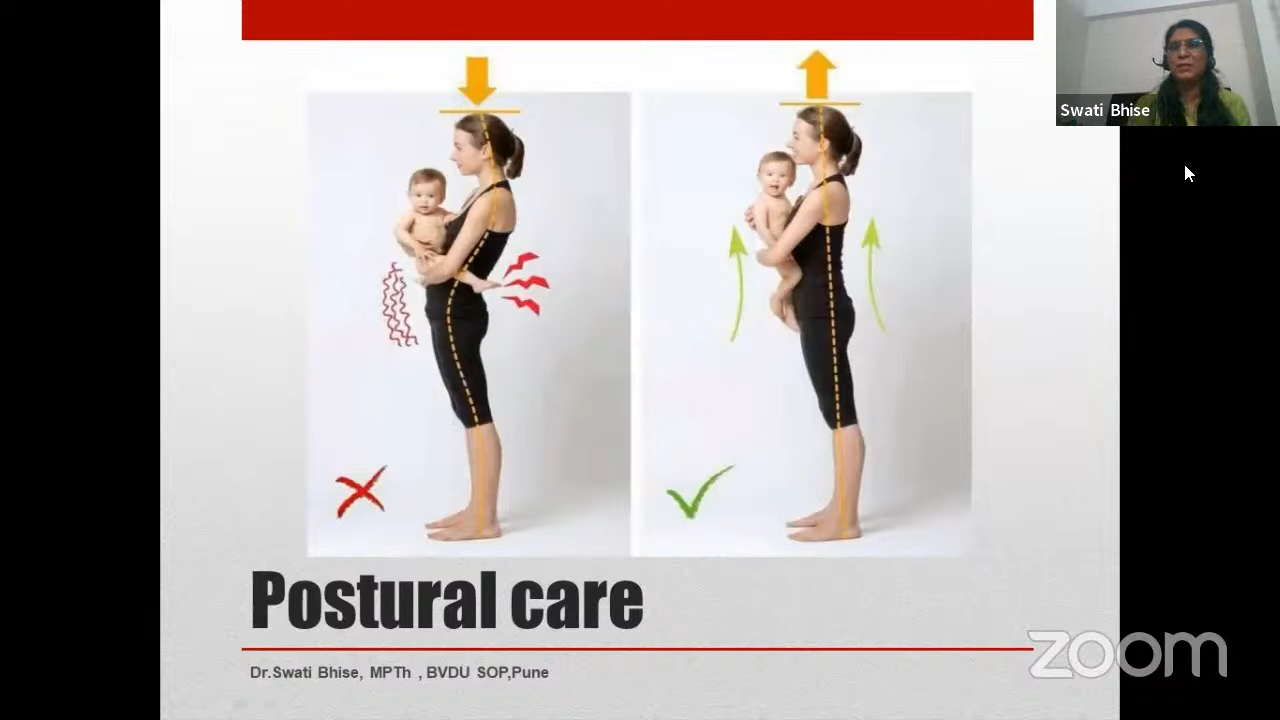 Swati Bhise
Postural care
Dr.Swati Bhise, MPTh , BVDU SOP,Pune
zoom